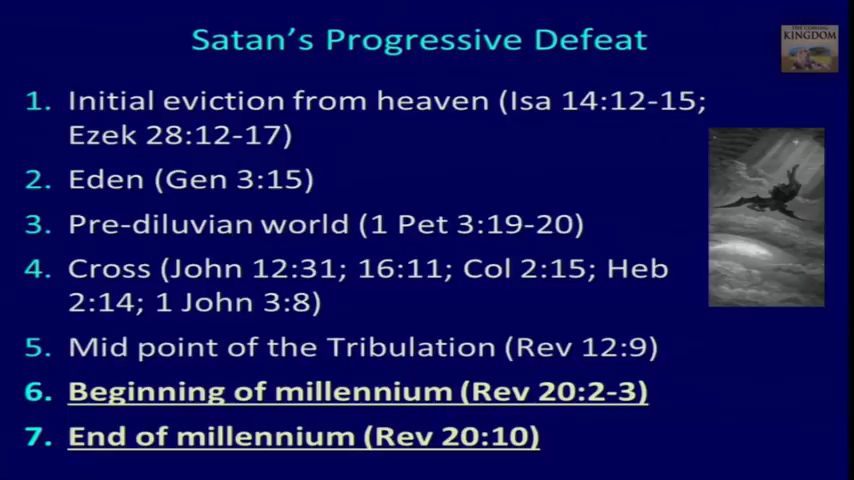 Satan's Progressive Defeat
THE COMING
KINGDOM
1. Initial eviction from heaven (Isa 14:12-15;
Ezek 28:12-17)
2. Eden (Gen 3:15)
3. Pre-diluvian world (1 Pet 3:19-20)
4. Cross (John 12:31; 16:11; Col 2:15; Heb
2:14; 1 John 3:8)
5. Mid point of the Tribulation (Rev 12:9)
6. Beginning of millennium (Rev 20:2-3)
7. End of millennium (Rev 20:10)